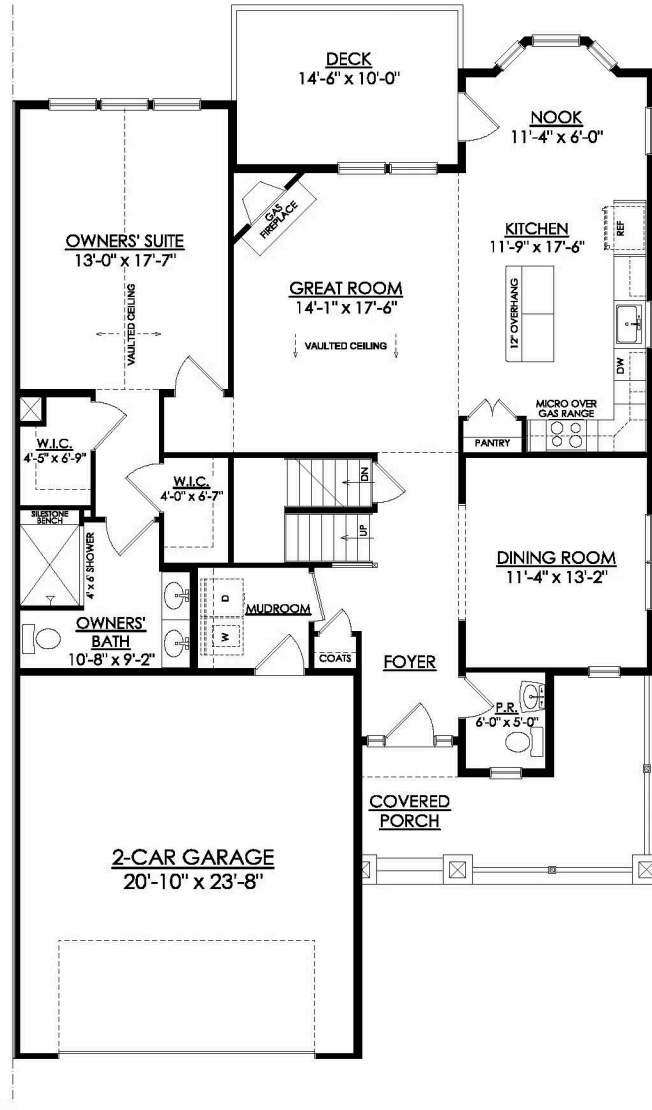 DECK
14'-6" x 10'-0"
NOOK
11'-4" x 6'-0"
OWNERS' SUITE
13'-0" x 17'-7"
VAULTED CEILING
GAS
FIREPLACE
GREAT ROOM
14'-1" x 17'-6"
VAULTED CEILING
KITCHEN
11'-9" x 17'-6"
REF
12" OVERHANG
DW
MICRO OVER
GAS RANGE
PANTRY
W.I.C.
4'-5" x 6'-9"
W.I.C.
4'-0" x 6'-7"
DN
UP
SILESTONE
BENCH
4' x 6' SHOWER
DINING ROOM
11'-4" x 13'-2"
D
W
MUDROOM
OWNERS'
BATH
10'-8" x 9'-2"
COATS
FOYER
P.R.
6'-0" x 5'-0"
COVERED
PORCH
2-CAR GARAGE
20'-10" x 23'-8"